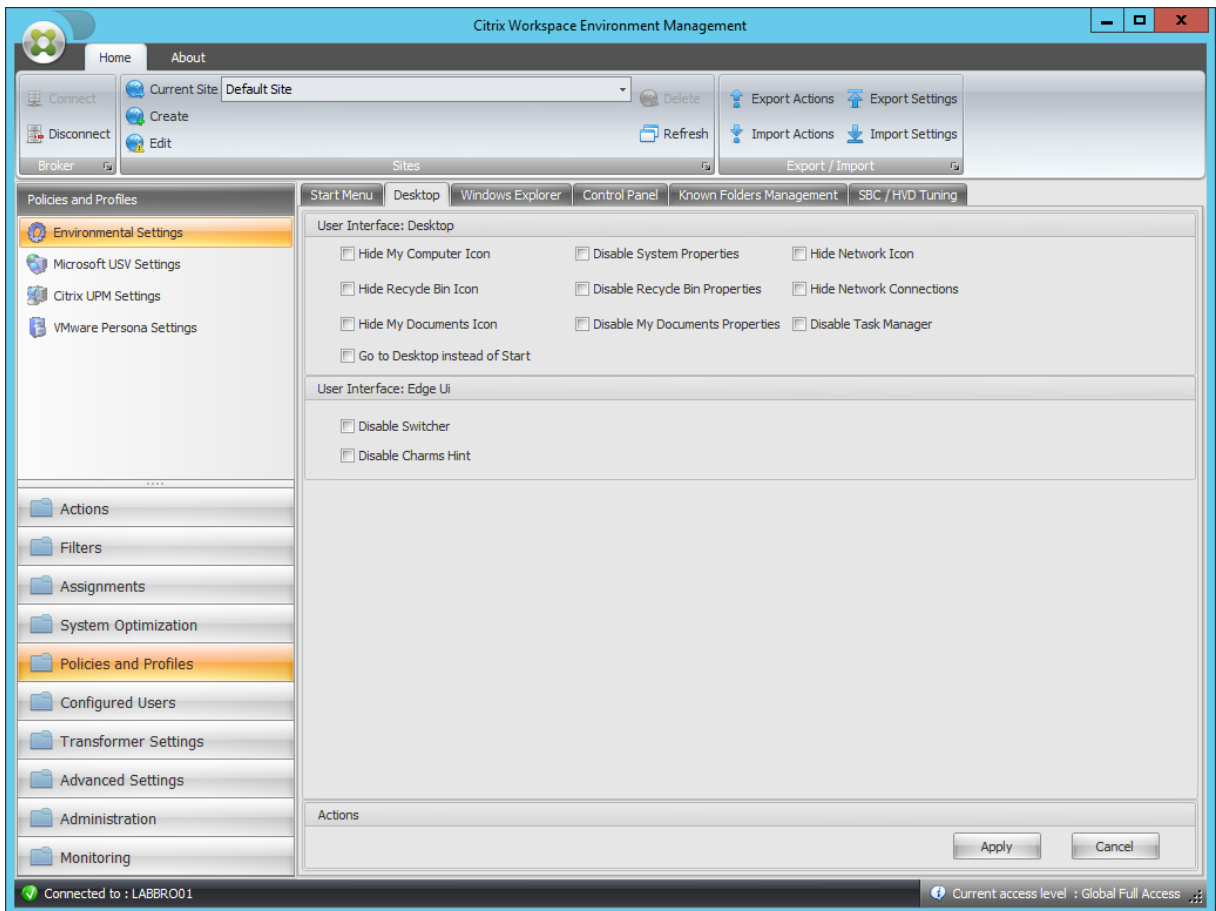 Citrix Workspace Environment Management
Home About
Connect
Disconnect
Broker
Current Site Default Site
Create
Edit
Delete
Refresh
Sites
Export Actions Export Settings
Import Actions Import Settings
Export / Import
Policies and Profiles
Environmental Settings
Microsoft USV Settings
Citrix UPM Settings
VMware Persona Settings
Actions
Filters
Assignments
System Optimization
Policies and Profiles
Configured Users
Transformer Settings
Advanced Settings
Administration
Monitoring
Start Menu Desktop Windows Explorer Control Panel Known Folders Management SBC / HVD Tuning
User Interface: Desktop
Hide My Computer Icon Disable System Properties Hide Network Icon
Hide Recycle Bin Icon Disable Recycle Bin Properties Hide Network Connections
Hide My Documents Icon Disable My Documents Properties Disable Task Manager
Go to Desktop instead of Start
User Interface: Edge Ui
Disable Switcher
Disable Charms Hint
Actions
Apply Cancel
Connected to : LABBRO01
Current access level : Global Full Access